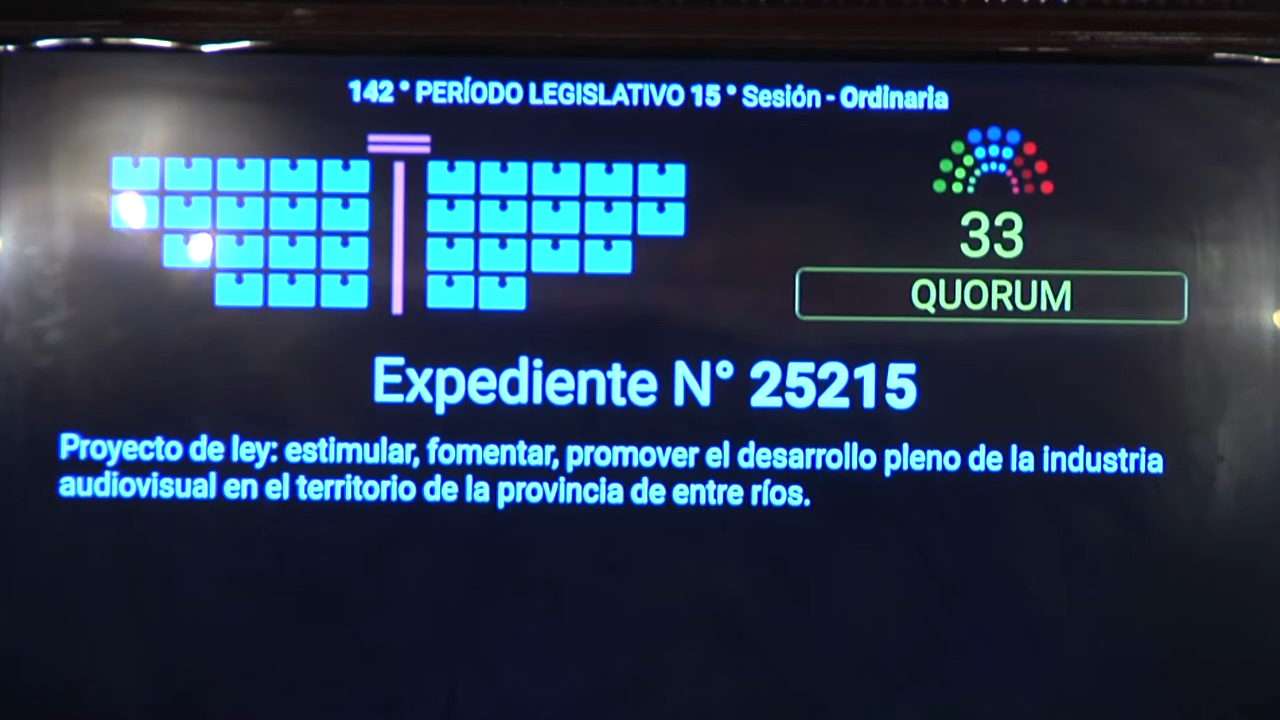 142 ° PERÍODO LEGISLATIVO 15 ° Sesión - Ordinaria
33
QUORUM
Expediente N° 25215
Proyecto de ley: estimular, fomentar, promover el desarrollo pleno de la industria
audiovisual en el territorio de la provincia de entre ríos.